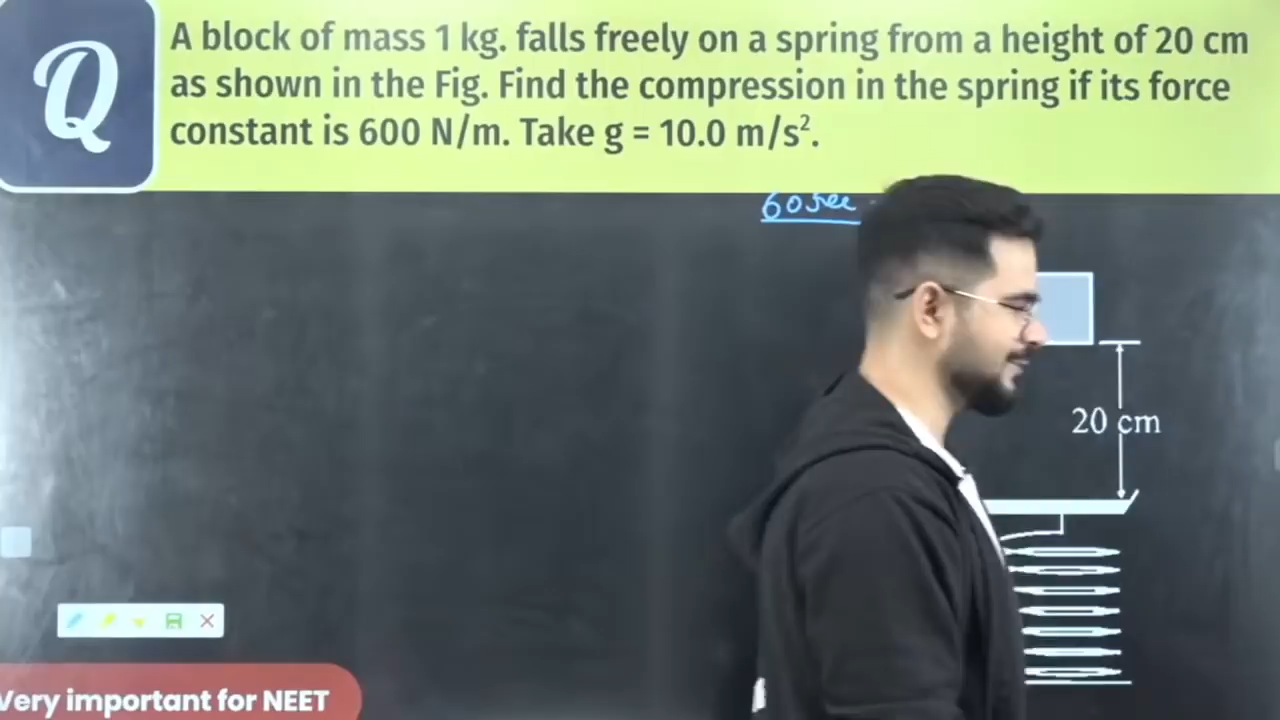 Q
A block of mass 1 kg. falls freely on a spring from a height of 20 cm
as shown in the Fig. Find the compression in the spring if its force
constant is 600 N/m. Take g = 10.0 m/s².
60 sec
20 cm
Very important for NEET